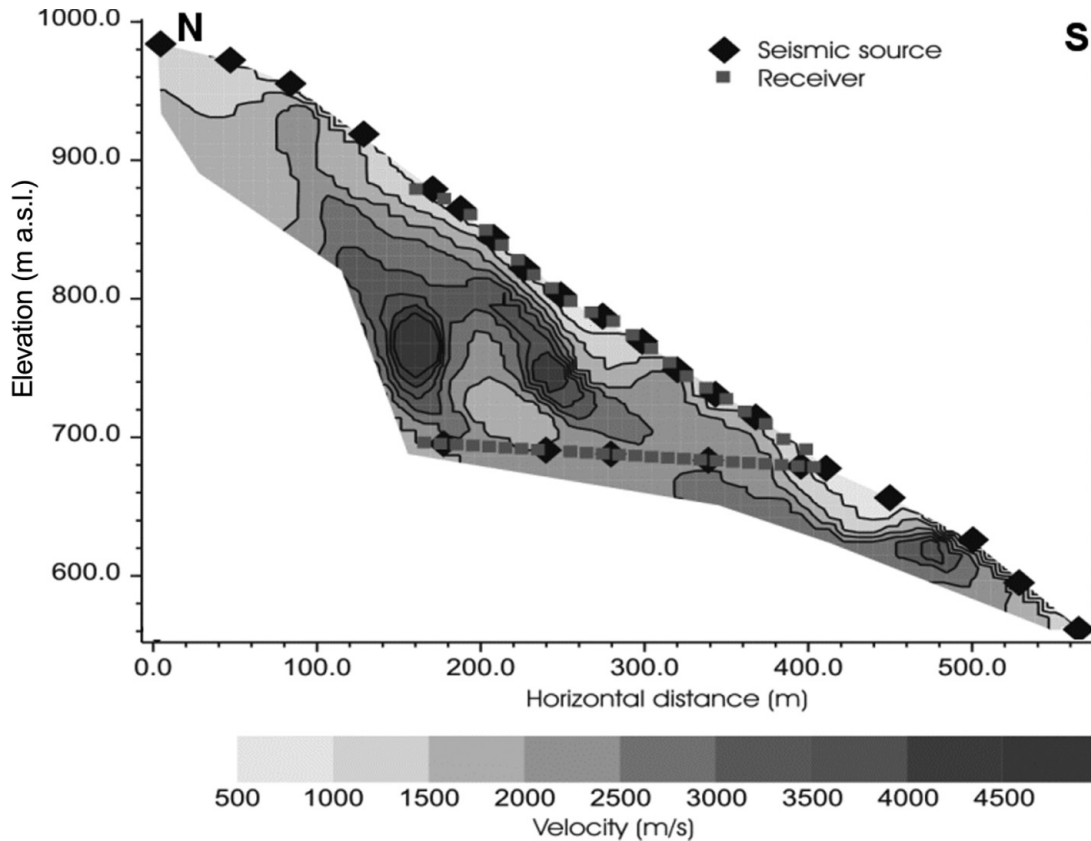 1000.0
N
S
Seismic source
Receiver
900.0
800.0
700.0
600.0
Elevation (m a.s.l.)
0.0 100.0 200.0 300.0 400.0 500.0
Horizontal distance (m)
500 1000 1500 2000 2500 3000 3500 4000 4500
Velocity (m/s)